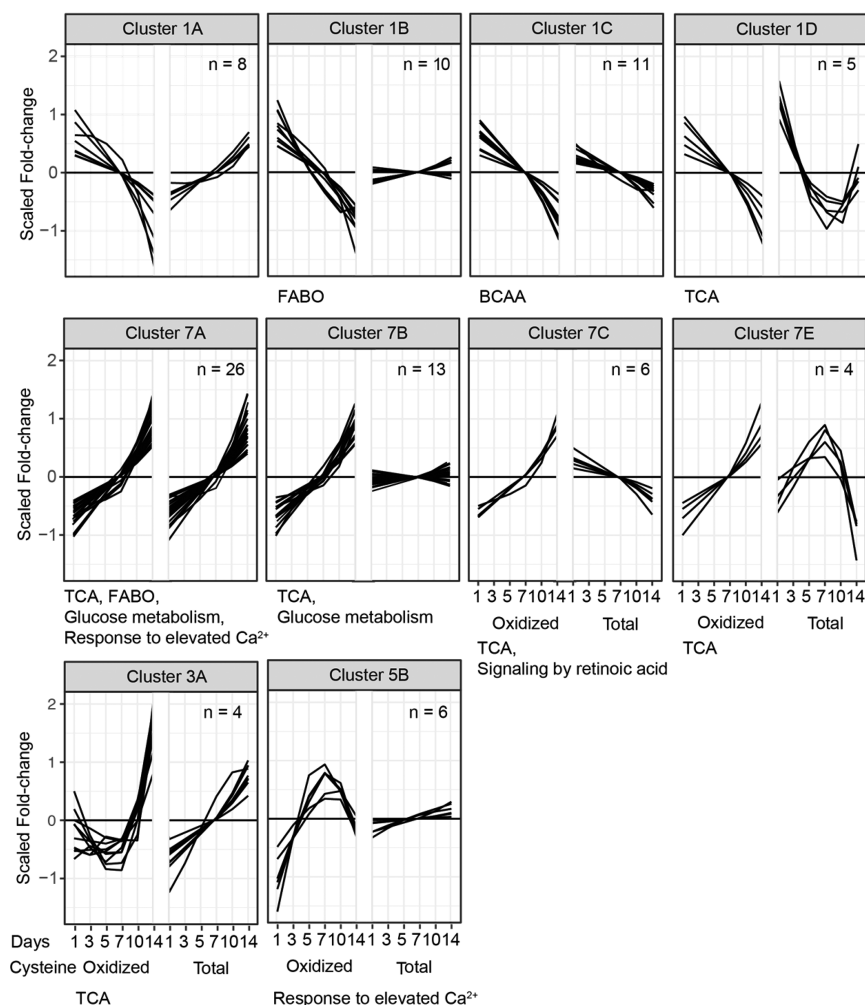 Cluster 1A Cluster 1B Cluster 1C Cluster 1D
n = 8 n = 10 n = 11 n = 5
2
1
0
−1
Scaled Fold-change
FABO BCAA TCA
Cluster 7A Cluster 7B Cluster 7C Cluster 7E
n = 26 n = 13 n = 6 n = 4
2
1
0
−1
Scaled Fold-change
1 3 5 7 10 14 1 3 5 7 10 14 1 3 5 7 10 14 1 3 5 7 10 14
Oxidized Total Oxidized Total
TCA, FABO,
Glucose metabolism,
Response to elevated Ca²⁺
TCA,
Glucose metabolism
TCA,
Signaling by retinoic acid
TCA
Cluster 3A Cluster 5B
n = 4 n = 6
2
1
0
−1
Scaled Fold-change
Days 1 3 5 7 10 14 1 3 5 7 10 14 1 3 5 7 10 14 1 3 5 7 10 14
Cysteine Oxidized Total Oxidized Total
TCA Response to elevated Ca²⁺